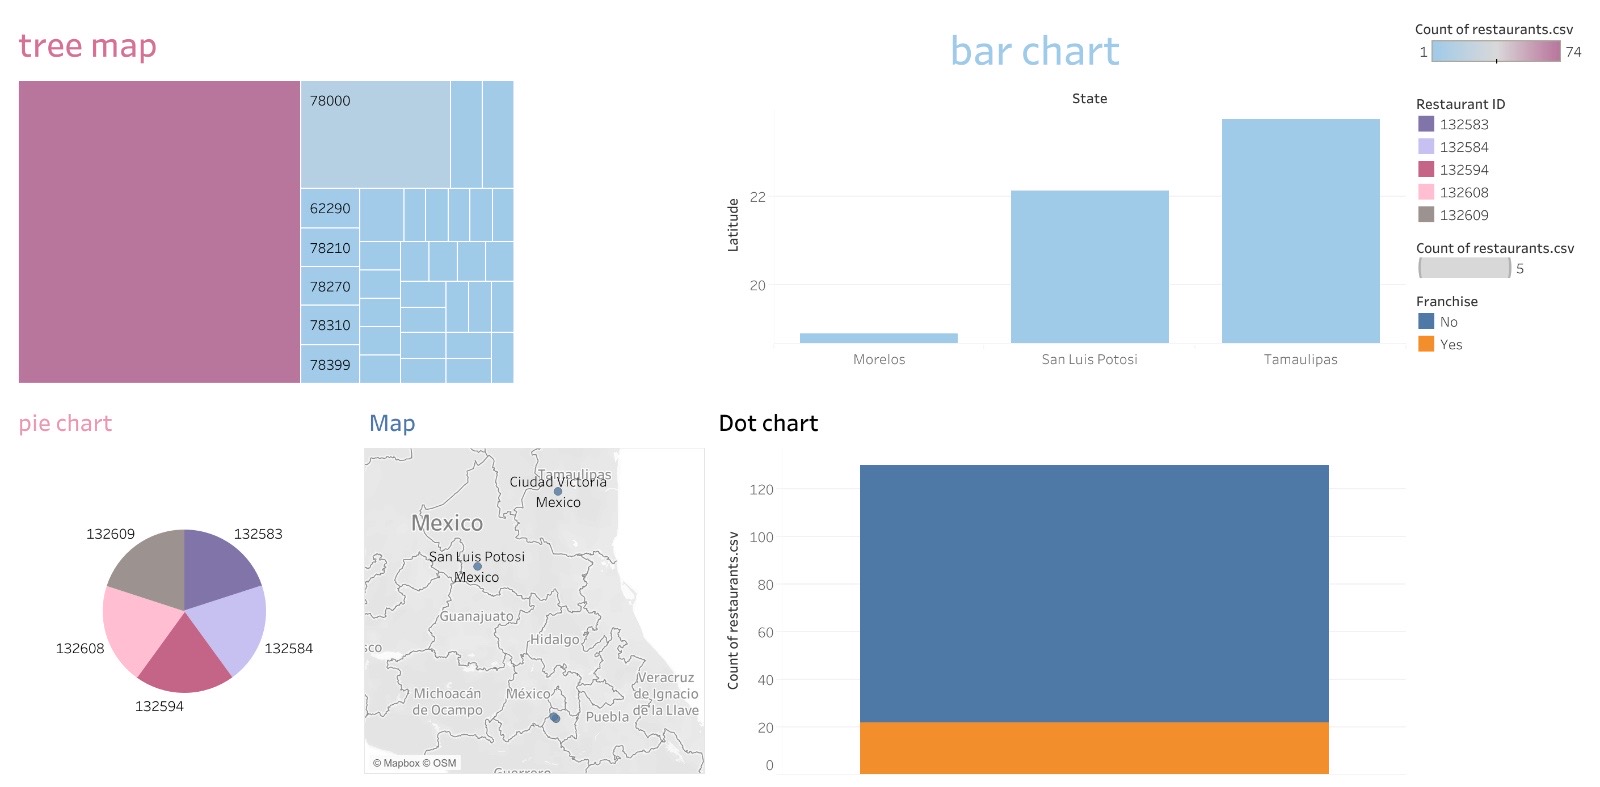 tree map
78000
62290
78210
78270
78310
78399
bar chart
State
Latitude
22
20
Morelos
San Luis Potosi
Tamaulipas
Count of restaurants.csv
1
74
Restaurant ID
132583
132584
132594
132608
132609
Count of restaurants.csv
5
Franchise
No
Yes
pie chart
132609
132583
132608
132584
132594
Map
Tamaulipas
Ciudad Victoria
Mexico
Mexico
San Luis Potosi
Mexico
Guanajuato
Hidalgo
sco
Michoacán
de Ocampo
México
Puebla
Veracruz
de Ignacio
de la Llave
Guerrero
© Mapbox © OSM
Dot chart
Count of restaurants.csv
120
100
80
60
40
20
0